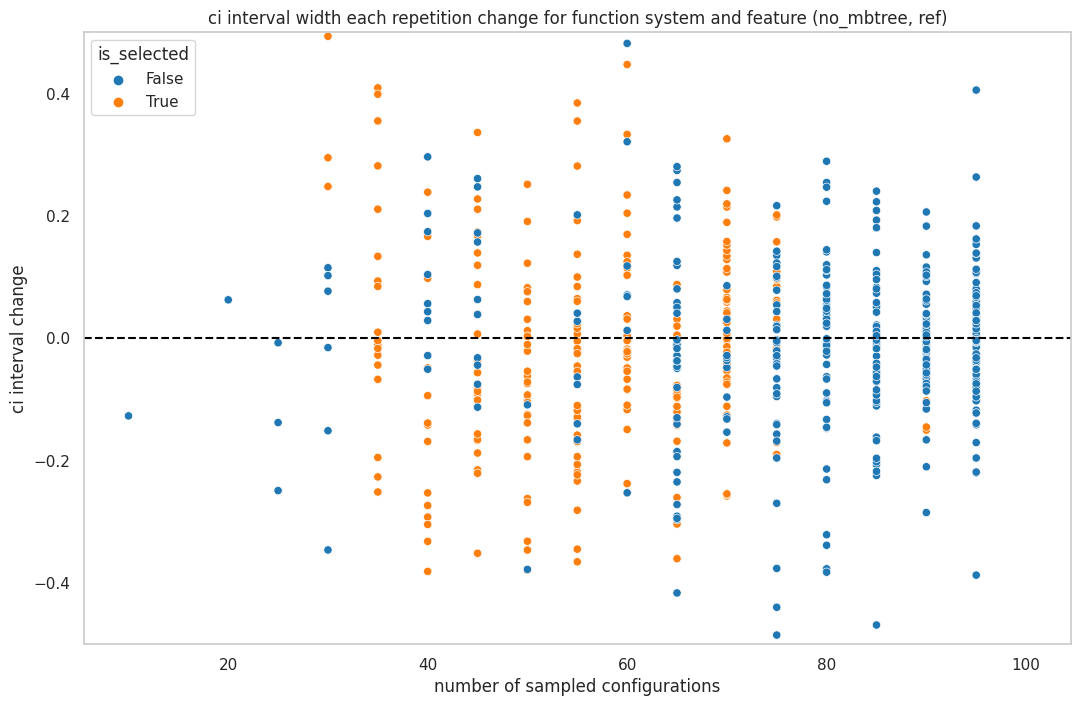 ci interval width each repetition change for function system and feature (no_mbtree, ref)
is_selected
False
True
ci interval change
0.4
0.2
0.0
−0.2
−0.4
20
40
60
80
100
number of sampled configurations